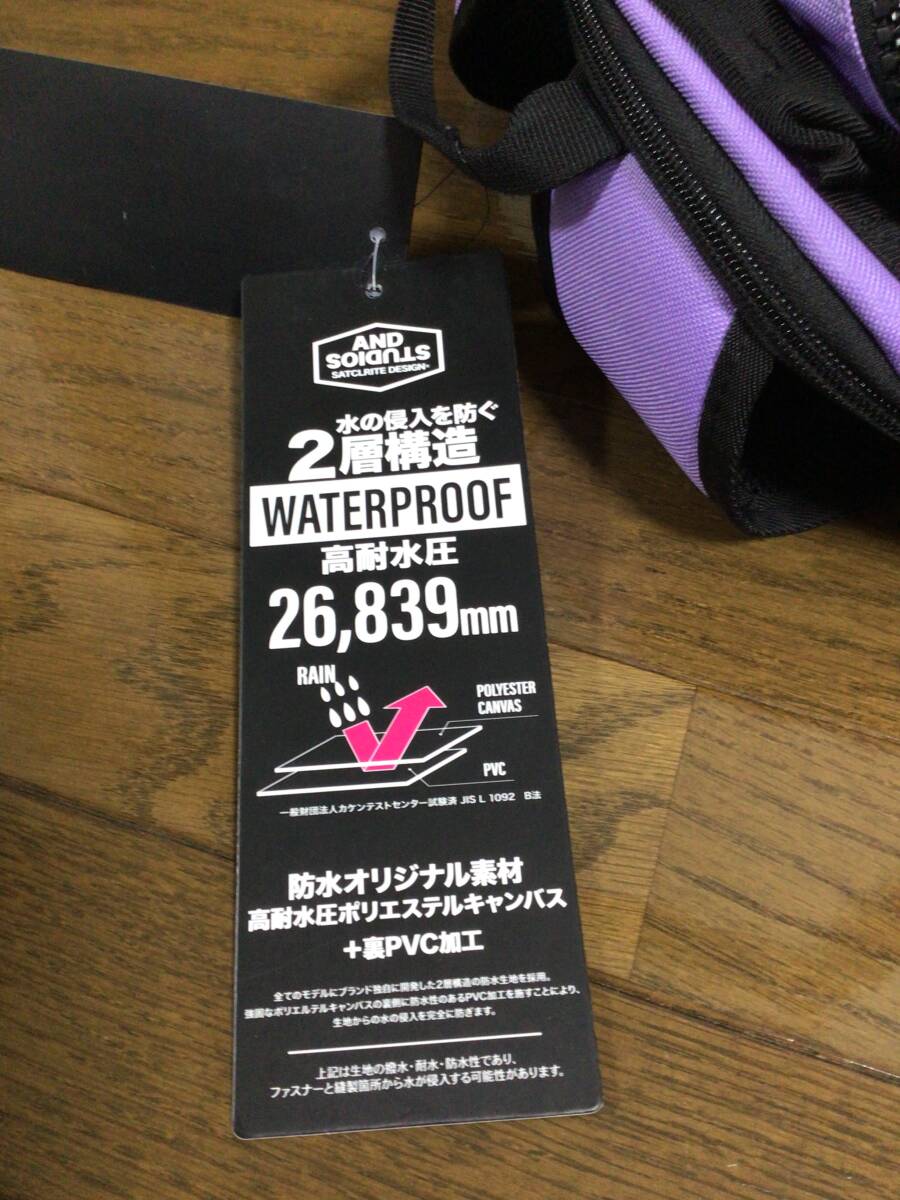 AND
STUDIOS
SATCLRITE DESIGN
水の侵入を防ぐ
2層構造
WATERPROOF
高耐水圧
26,839mm
RAIN
POLYESTER
CANVAS
PVC
一般財団法人カケンテストセンター試験済 JIS L 1092 B法
防水オリジナル素材
高耐水圧ポリエステルキャンバス
+裏PVC加工
全てのモデルにブランド独自に開発した2層構造の防水生地を採用。
強固なポリエルテルキャンバスの裏側に防水性のあるPVC加工を施すことにより、
生地からの水の侵入を完全に防ぎます。
上記は生地の撥水・耐水・防水性であり、
ファスナーと縫製箇所から水が侵入する可能性があります。